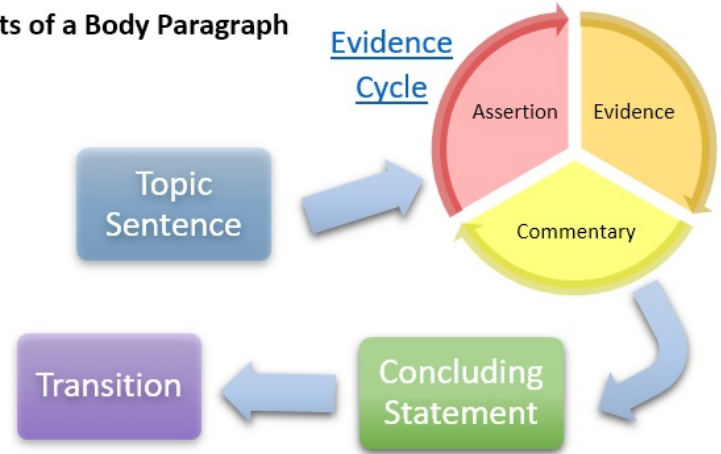 ts of a Body Paragraph
Evidence
Cycle
Assertion
Evidence
Commentary
Topic
Sentence
Concluding
Statement
Transition